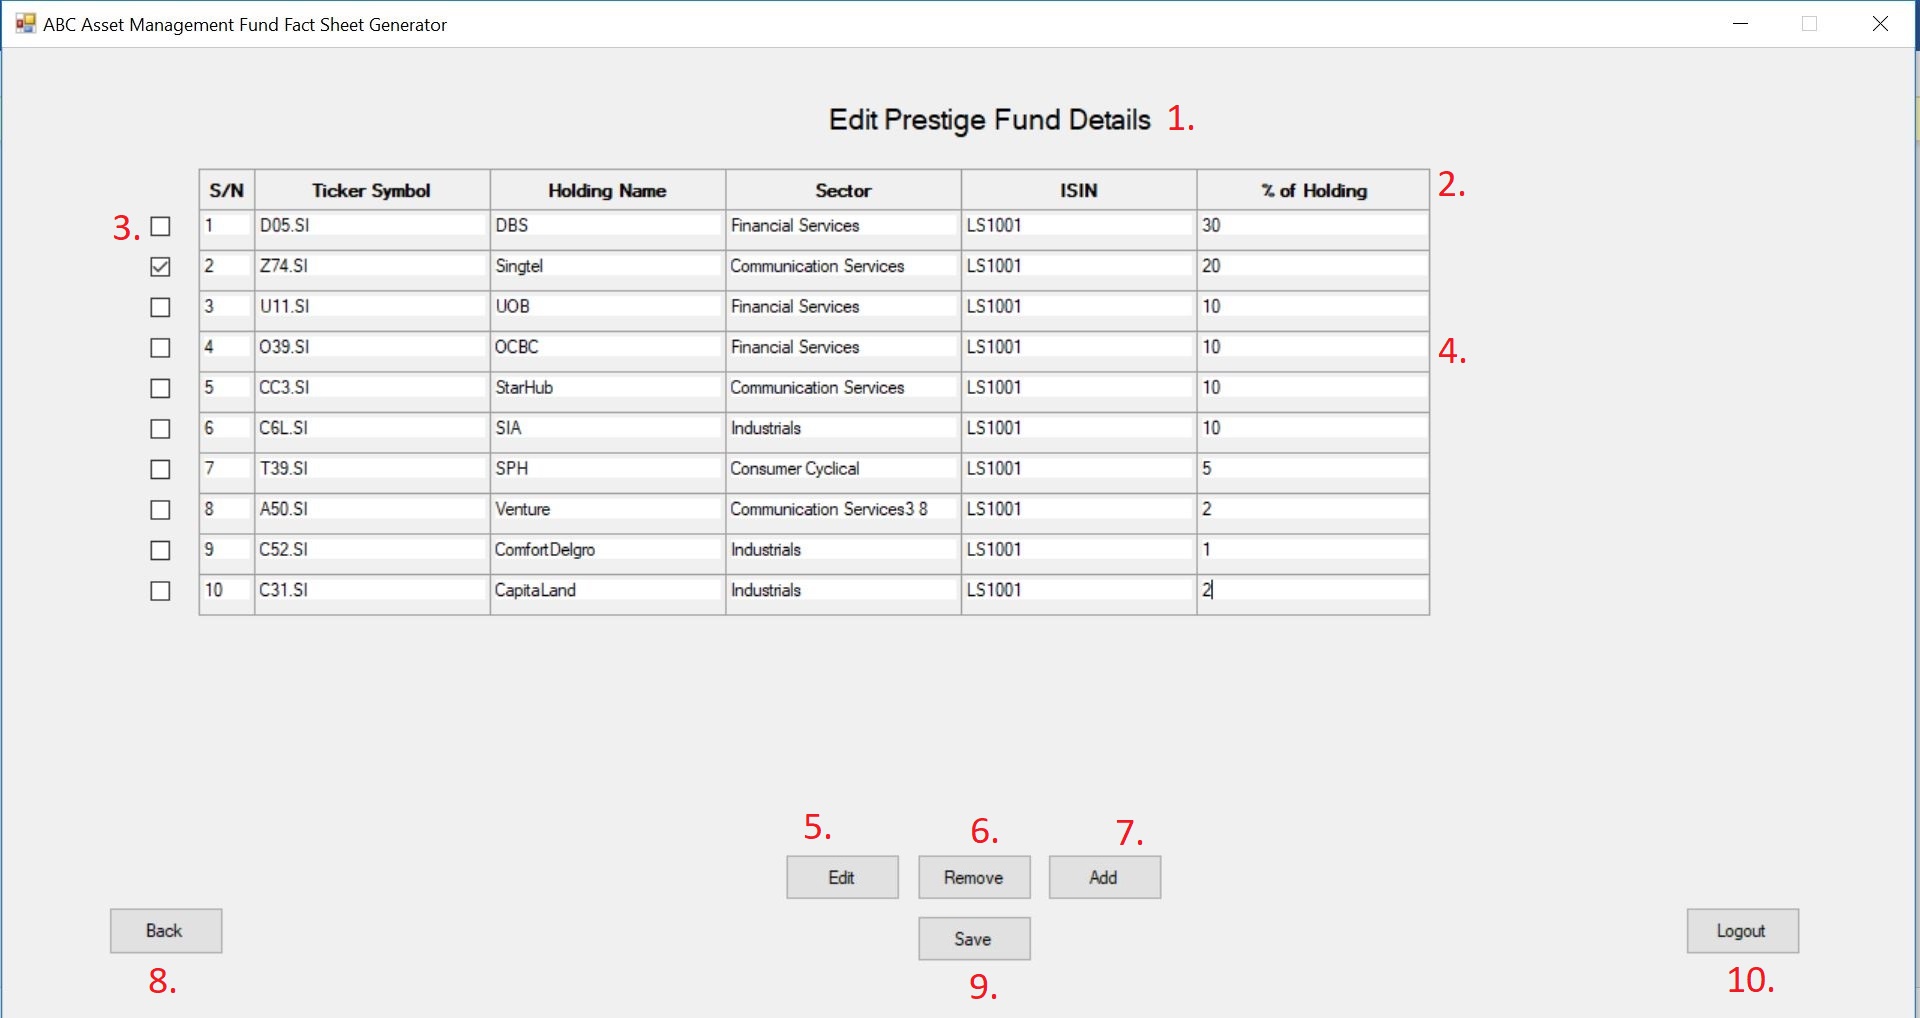 ABC Asset Management Fund Fact Sheet Generator
Edit Prestige Fund Details 1.
S/N Ticker Symbol Holding Name Sector ISIN % of Holding 2.
3. 1 D05.SI DBS Financial Services LS1001 30
2 Z74.SI Singtel Communication Services LS1001 20
3 U11.SI UOB Financial Services LS1001 10
4 O39.SI OCBC Financial Services LS1001 10 4.
5 CC3.SI StarHub Communication Services LS1001 10
6 C6L.SI SIA Industrials LS1001 10
7 T39.SI SPH Consumer Cyclical LS1001 5
8 A50.SI Venture Communication Services3 8 LS1001 2
9 C52.SI ComfortDelgro Industrials LS1001 1
10 C31.SI CapitaLand Industrials LS1001 2
5. 6. 7.
Edit Remove Add
Back Save Logout
8. 9. 10.